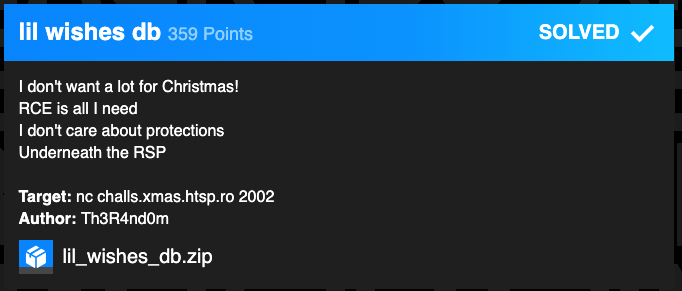 lil wishes db 359 Points SOLVED
I don't want a lot for Christmas!
RCE is all I need
I don't care about protections
Underneath the RSP
Target: nc challs.xmas.htsp.ro 2002
Author: Th3R4nd0m
lil_wishes_db.zip